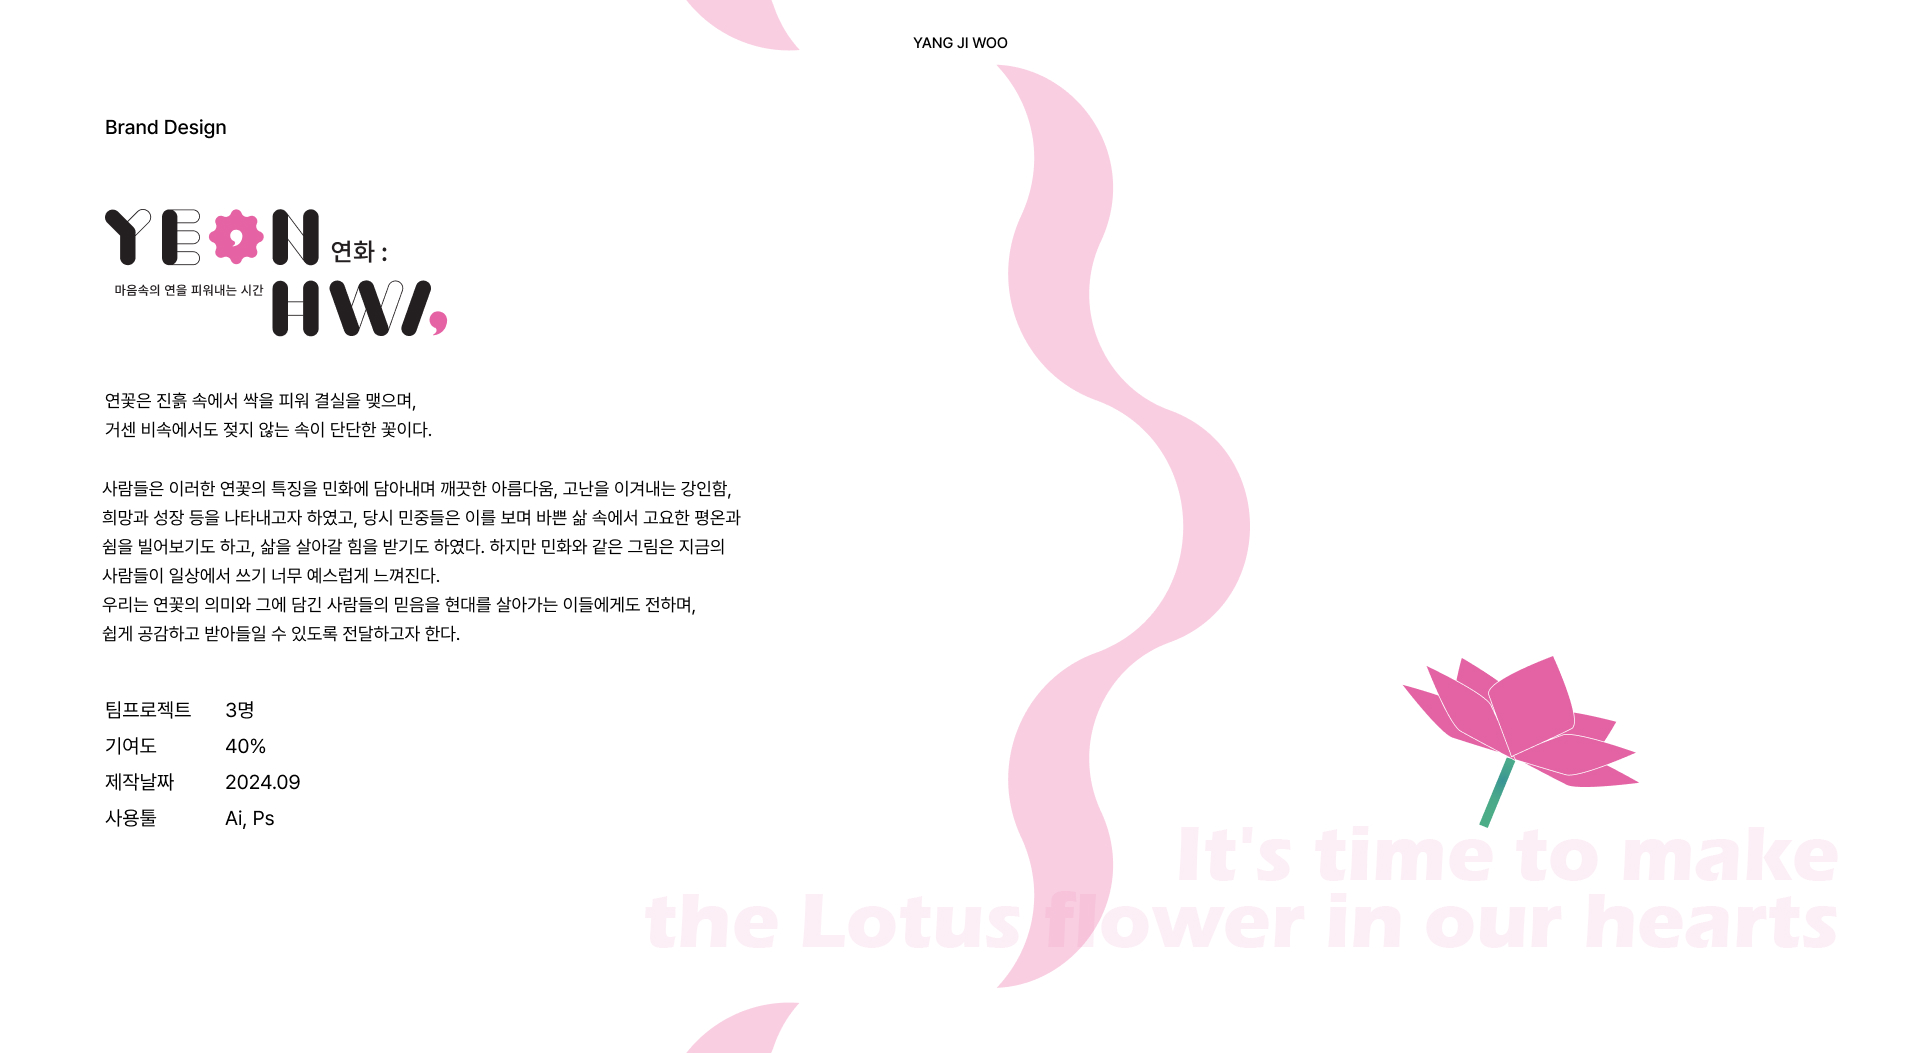 YANG JI WOO
Brand Design
YEON
연화 :
마음속의 연을 피워내는 시간
HWA,
연꽃은 진흙 속에서 싹을 피워 결실을 맺으며,
거센 비속에서도 젖지 않는 속이 단단한 꽃이다.
사람들은 이러한 연꽃의 특징을 민화에 담아내며 깨끗한 아름다움, 고난을 이겨내는 강인함,
희망과 성장 등을 나타내고자 하였고, 당시 민중들은 이를 보며 바쁜 삶 속에서 고요한 평온과
쉼을 빌어보기도 하고, 삶을 살아갈 힘을 받기도 하였다. 하지만 민화와 같은 그림은 지금의
사람들이 일상에서 쓰기 너무 예스럽게 느껴진다.
우리는 연꽃의 의미와 그에 담긴 사람들의 믿음을 현대를 살아가는 이들에게도 전하며,
쉽게 공감하고 받아들일 수 있도록 전달하고자 한다.
팀프로젝트 3명
기여도 40%
제작날짜 2024.09
사용툴 Ai, Ps
It's time to make
the Lotus flower in our hearts